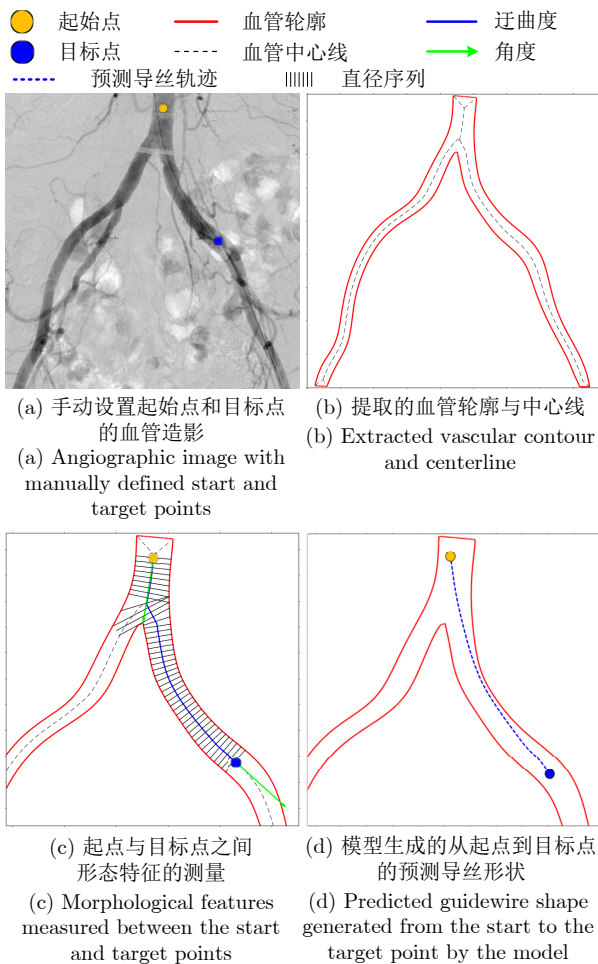 起始点 血管轮廓 迂曲度
目标点 血管中心线 角度
预测导丝轨迹 直径序列
(a) 手动设置起始点和目标点
的血管造影
(a) Angiographic image with
manually defined start and
target points
(b) 提取的血管轮廓与中心线
(b) Extracted vascular contour
and centerline
(c) 起点与目标点之间
形态特征的测量
(c) Morphological features
measured between the start
and target points
(d) 模型生成的从起点到目标点
的预测导丝形状
(d) Predicted guidewire shape
generated from the start to the
target point by the model